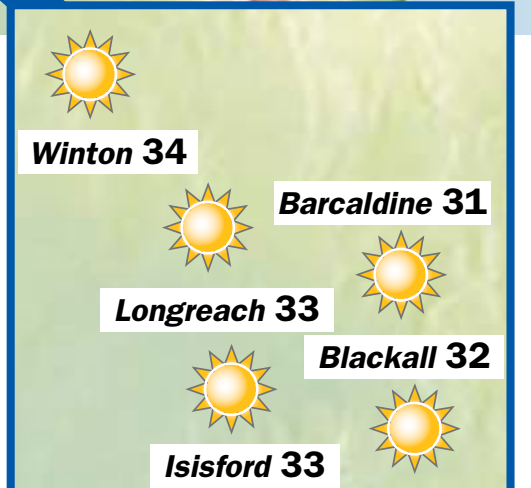 Winton 34
Barcaldine 31
Longreach 33
Blackall 32
Isisford 33